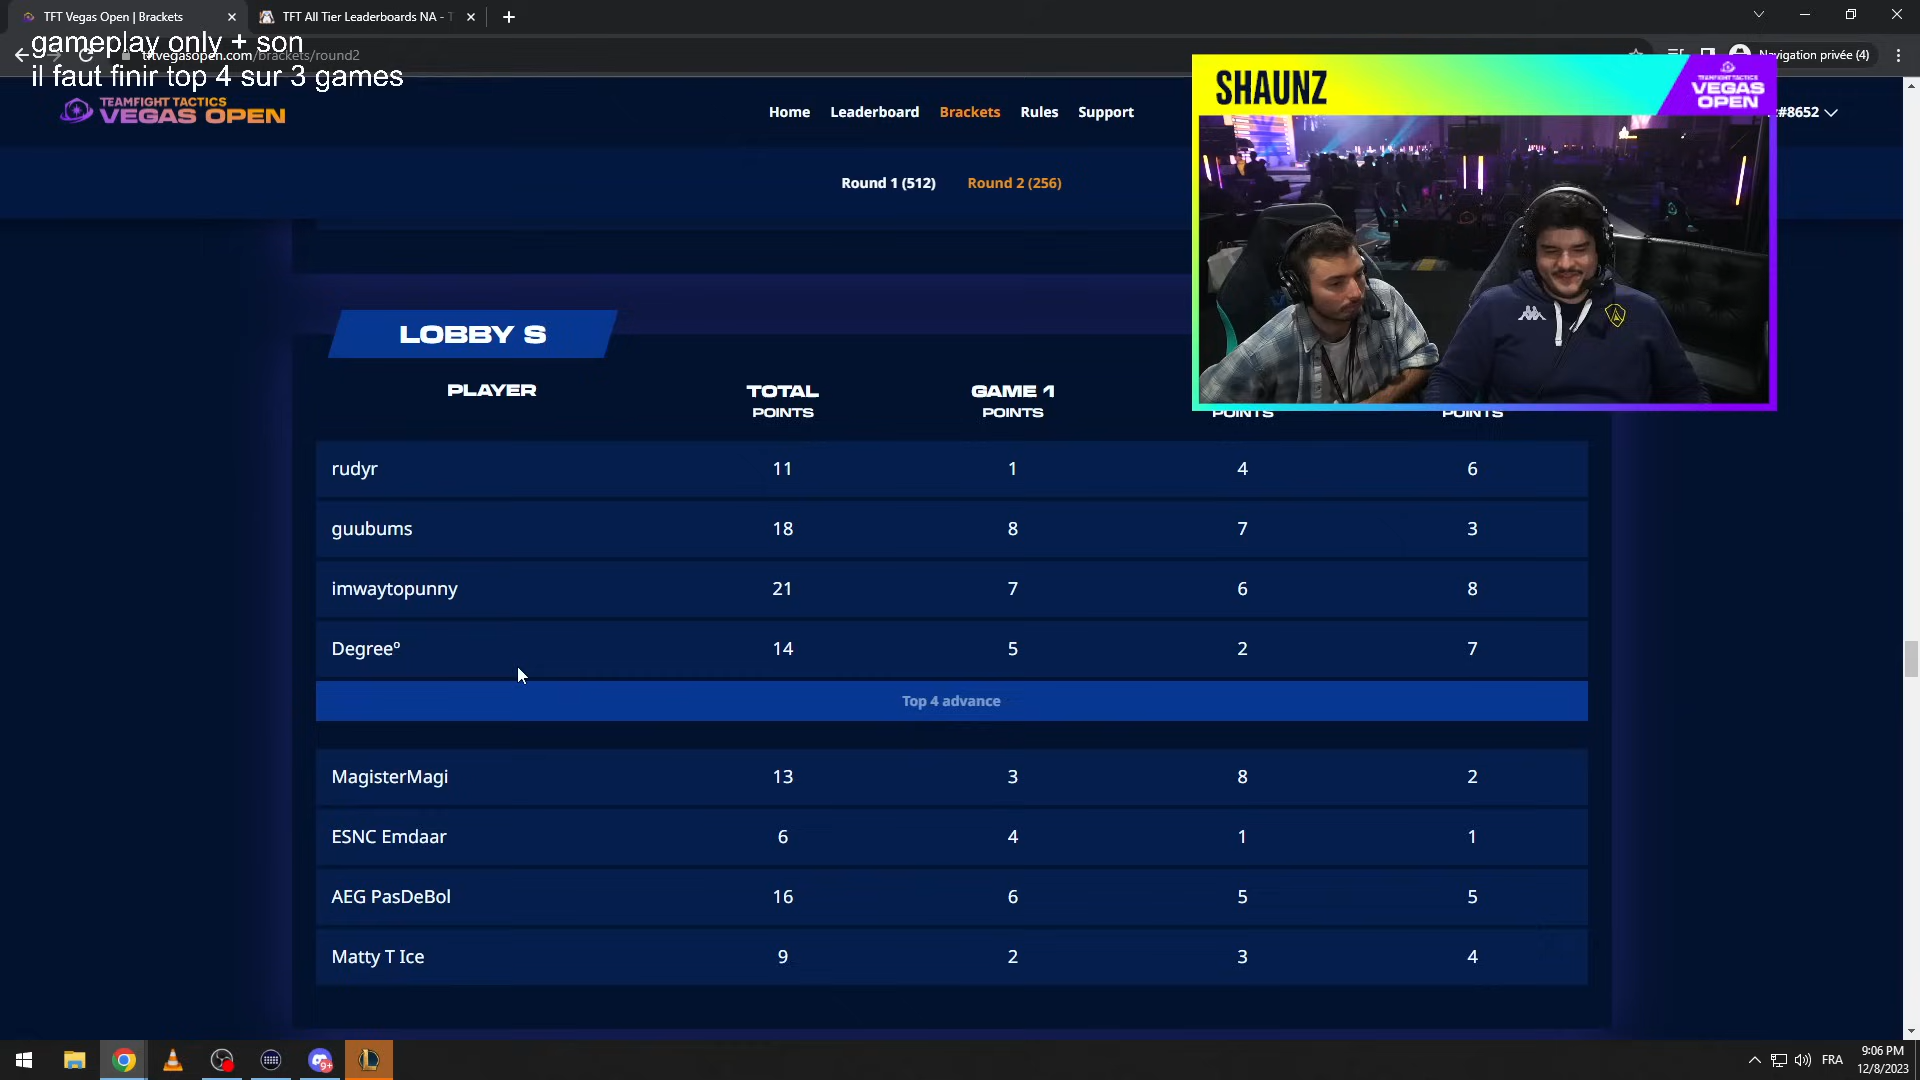 TFT Vegas Open | Brackets
TFT All Tier Leaderboards NA - T
gameplay only + son
il faut finir top 4 sur 3 games
tftvegasopen.com/brackets/round2
Navigation privée (4)
TEAMFIGHT TACTICS
VEGAS OPEN
Home Leaderboard Brackets Rules Support
#8652
SHAUNZ
TEAMFIGHT TACTICS
VEGAS
OPEN
Round 1 (512) Round 2 (256)
LOBBY S
PLAYER TOTAL POINTS GAME 1 POINTS POINTS POINTS
rudyr 11 1 4 6
guubums 18 8 7 3
imwaytopunny 21 7 6 8
Degreeº 14 5 2 7
Top 4 advance
MagisterMagi 13 3 8 2
ESNC Emdaar 6 4 1 1
AEG PasDeBol 16 6 5 5
Matty T Ice 9 2 3 4
9+
FRA
9:06 PM
12/8/2023